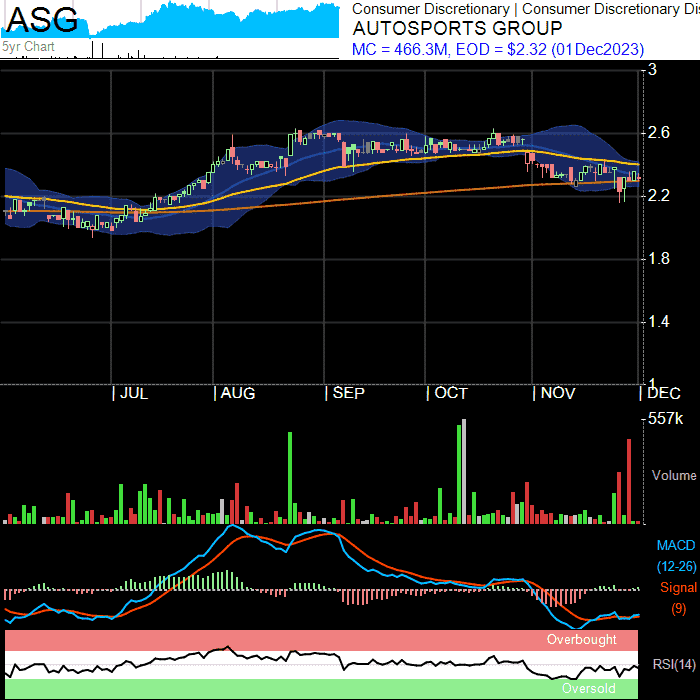 ASG
5yr Chart
Consumer Discretionary | Consumer Discretionary Dis
AUTOSPORTS GROUP
MC = 466.3M, EOD = $2.32 (01Dec2023)
3
2.6
2.2
1.8
1.4
1
JUL AUG SEP OCT NOV DEC
557k
Volume
MACD
(12-26)
Signal
(9)
Overbought
RSI(14)
Oversold